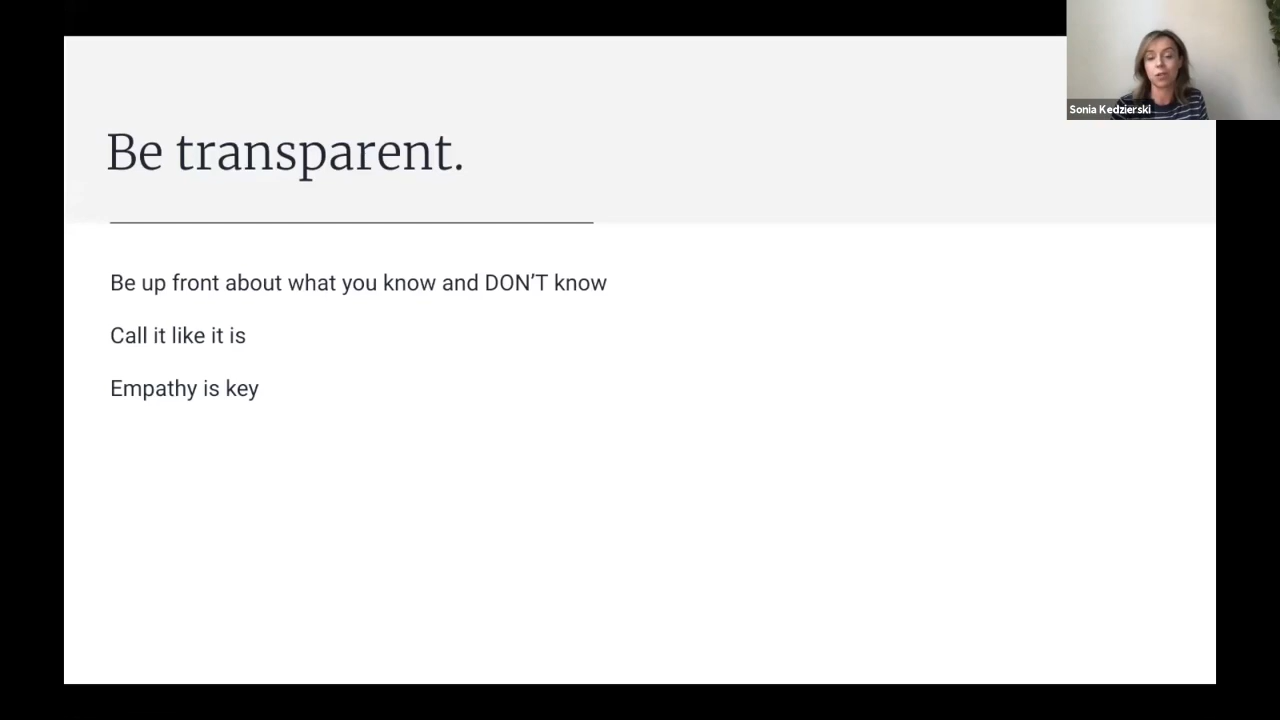 Be transparent.
Sonia Kedzierski
Be up front about what you know and DON’T know
Call it like it is
Empathy is key